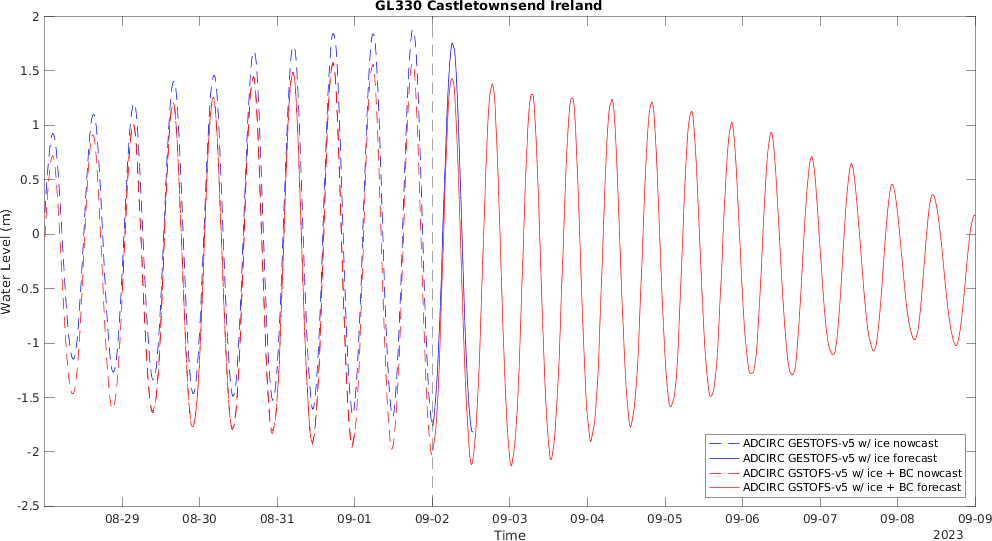 GL330 Castletownsend Ireland
2
1.5
1
0.5
0
-0.5
-1
-1.5
-2
-2.5
Water Level (m)
ADCIRC GESTOFS-v5 w/ ice nowcast
ADCIRC GESTOFS-v5 w/ ice forecast
ADCIRC GSTOFS-v5 w/ ice + BC nowcast
ADCIRC GSTOFS-v5 w/ ice + BC forecast
08-29 08-30 08-31 09-01 09-02 09-03 09-04 09-05 09-06 09-07 09-08 09-09
Time
2023